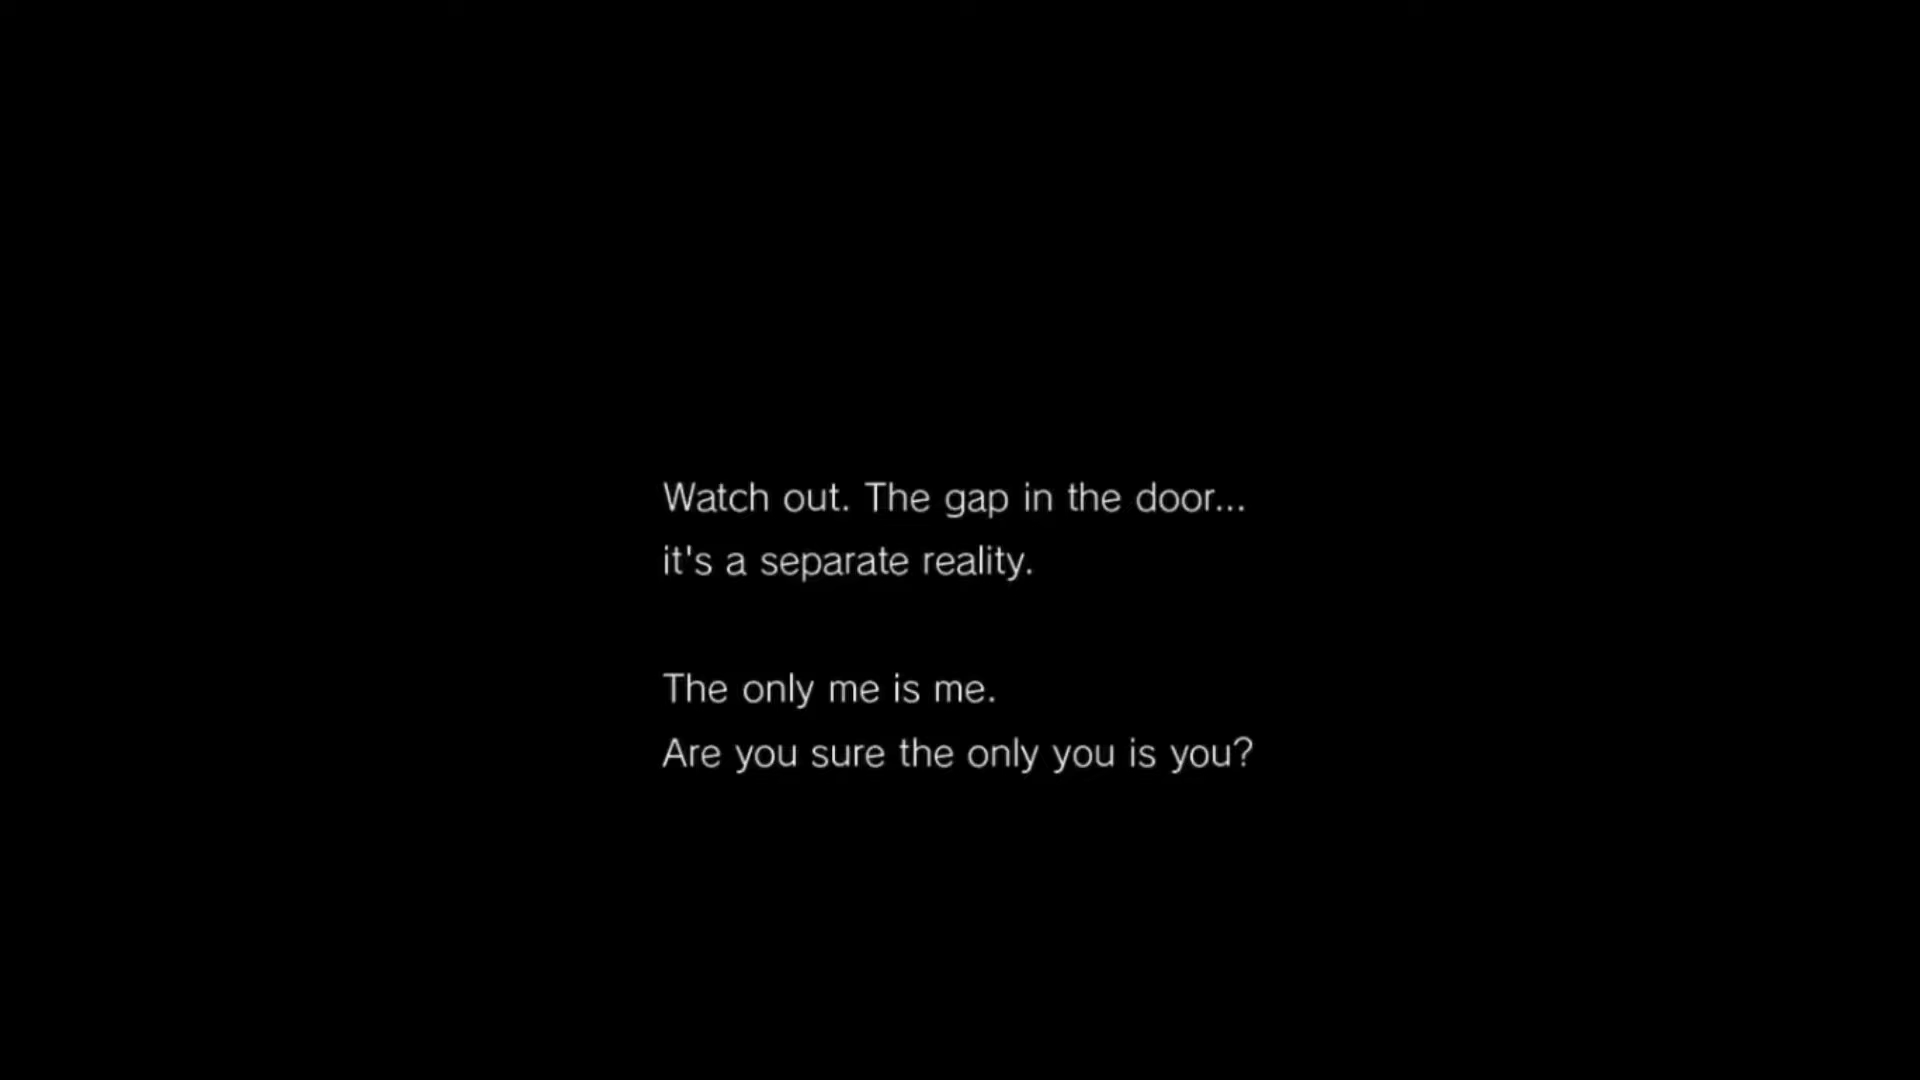 Watch out. The gap in the door...
it's a separate reality.
The only me is me.
Are you sure the only you is you?